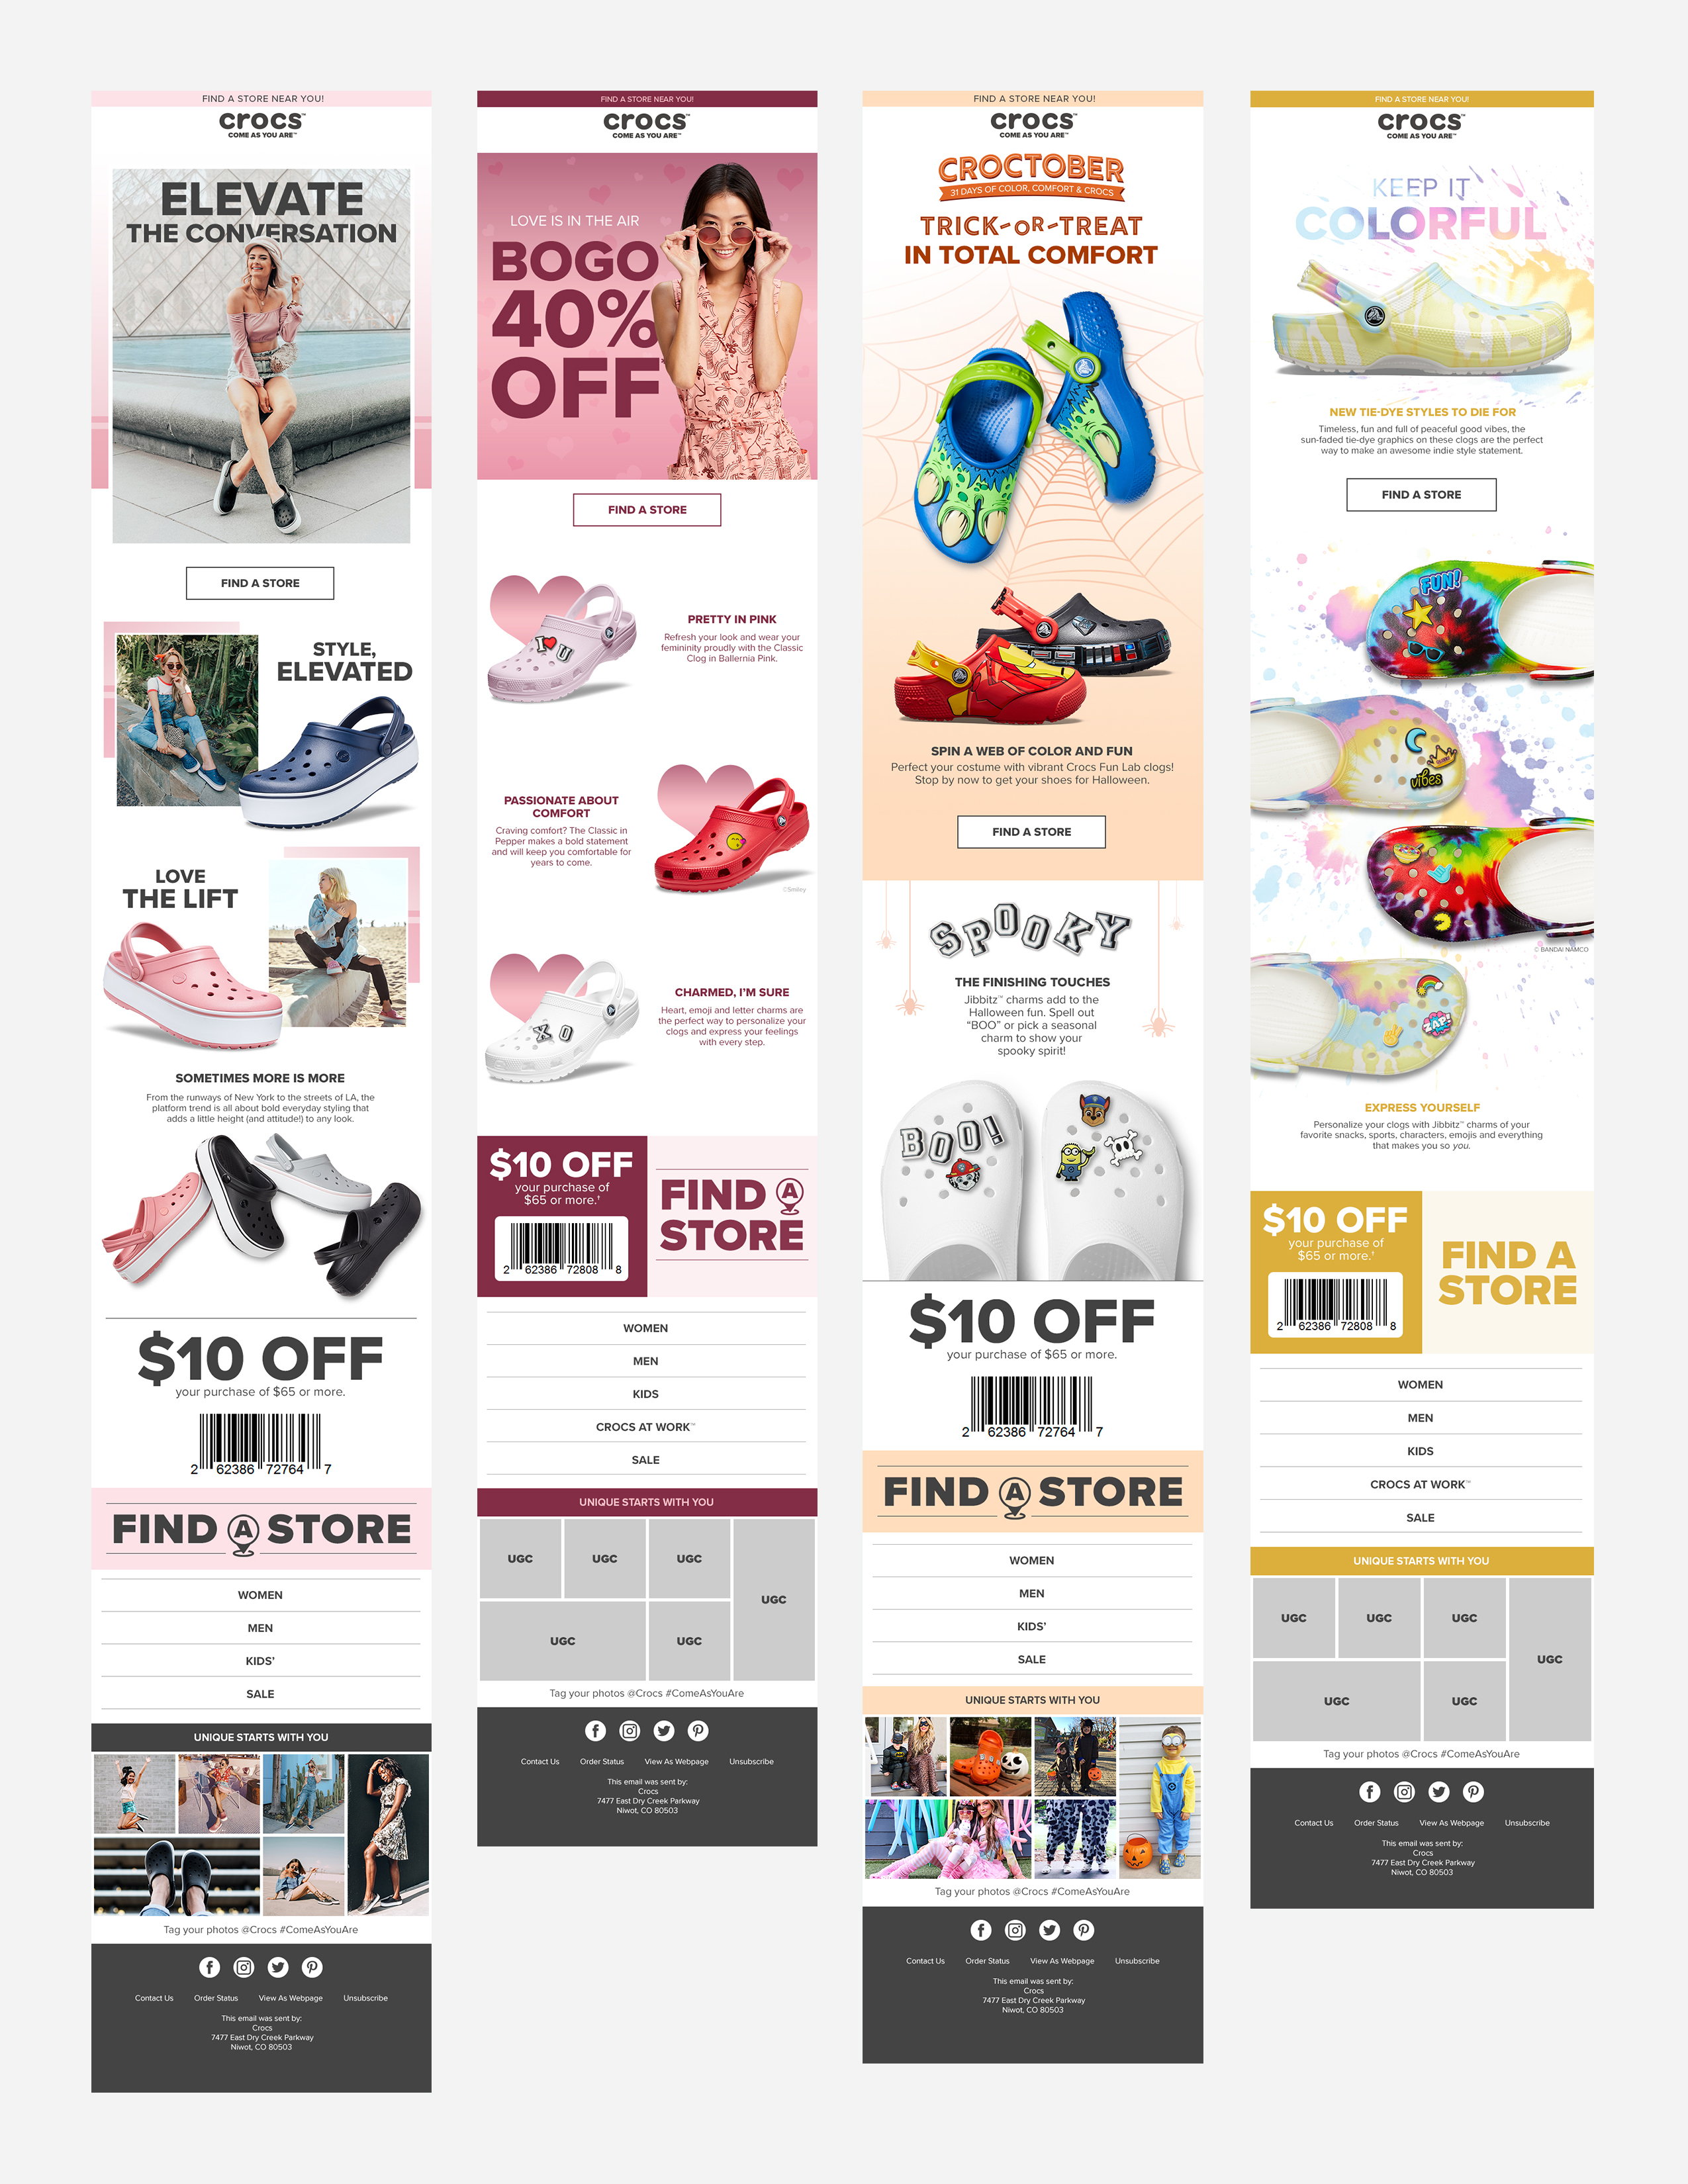 FIND A STORE NEAR YOU!
crocs™
COME AS YOU ARE™
ELEVATE
THE CONVERSATION
FIND A STORE
STYLE,
ELEVATED
LOVE
THE LIFT
SOMETIMES MORE IS MORE
From the runways of New York to the streets of LA, the
platform trend is all about bold everyday styling that
adds a little height (and attitude!) to any look.
$10 OFF
your purchase of $65 or more.
2 62386 72764 7
FIND A STORE
WOMEN
MEN
KIDS'
SALE
UNIQUE STARTS WITH YOU
Tag your photos @Crocs #ComeAsYouAre
Contact Us Order Status View As Webpage Unsubscribe
This email was sent by:
Crocs
7477 East Dry Creek Parkway
Niwot, CO 80503
FIND A STORE NEAR YOU!
crocs™
COME AS YOU ARE™
LOVE IS IN THE AIR
BOGO
40%
OFF*
FIND A STORE
I ♥ U
PRETTY IN PINK
Refresh your look and wear your
femininity proudly with the Classic
Clog in Ballernia Pink.
PASSIONATE ABOUT
COMFORT
Craving comfort? The Classic in
Pepper makes a bold statement
and will keep you comfortable for
years to come.
©Smiley
XO
CHARMED, I'M SURE
Heart, emoji and letter charms are
the perfect way to personalize your
clogs and express your feelings
with every step.
$10 OFF
your purchase of
$65 or more.†
2 62386 72808 8
FIND A
STORE
WOMEN
MEN
KIDS
CROCS AT WORK™
SALE
UNIQUE STARTS WITH YOU
UGC UGC UGC
UGC
UGC UGC
Tag your photos @Crocs #ComeAsYouAre
Contact Us Order Status View As Webpage Unsubscribe
This email was sent by:
Crocs
7477 East Dry Creek Parkway
Niwot, CO 80503
FIND A STORE NEAR YOU!
crocs™
COME AS YOU ARE™
CROCTOBER
31 DAYS OF COLOR, COMFORT & CROCS
TRICK-OR-TREAT
IN TOTAL COMFORT
SPIN A WEB OF COLOR AND FUN
Perfect your costume with vibrant Crocs Fun Lab clogs!
Stop by now to get your shoes for Halloween.
FIND A STORE
SPOOKY
THE FINISHING TOUCHES
Jibbitz™ charms add to the
Halloween fun. Spell out
“BOO” or pick a seasonal
charm to show your
spooky spirit!
BOO!
$10 OFF
your purchase of $65 or more.
2 62386 72764 7
FIND A STORE
WOMEN
MEN
KIDS'
SALE
UNIQUE STARTS WITH YOU
Tag your photos @Crocs #ComeAsYouAre
Contact Us Order Status View As Webpage Unsubscribe
This email was sent by:
Crocs
7477 East Dry Creek Parkway
Niwot, CO 80503
FIND A STORE NEAR YOU!
crocs™
COME AS YOU ARE™
KEEP IT
COLORFUL
NEW TIE-DYE STYLES TO DIE FOR
Timeless, fun and full of peaceful good vibes, the
sun-faded tie-dye graphics on these clogs are the perfect
way to make an awesome indie style statement.
FIND A STORE
FUN!
vibes
© BANDAI NAMCO
ZAP!
EXPRESS YOURSELF
Personalize your clogs with Jibbitz™ charms of your
favorite snacks, sports, characters, emojis and everything
that makes you so you.
$10 OFF
your purchase of
$65 or more.†
2 62386 72808 8
FIND A
STORE
WOMEN
MEN
KIDS
CROCS AT WORK™
SALE
UNIQUE STARTS WITH YOU
UGC UGC UGC
UGC
UGC UGC
Tag your photos @Crocs #ComeAsYouAre
Contact Us Order Status View As Webpage Unsubscribe
This email was sent by:
Crocs
7477 East Dry Creek Parkway
Niwot, CO 80503